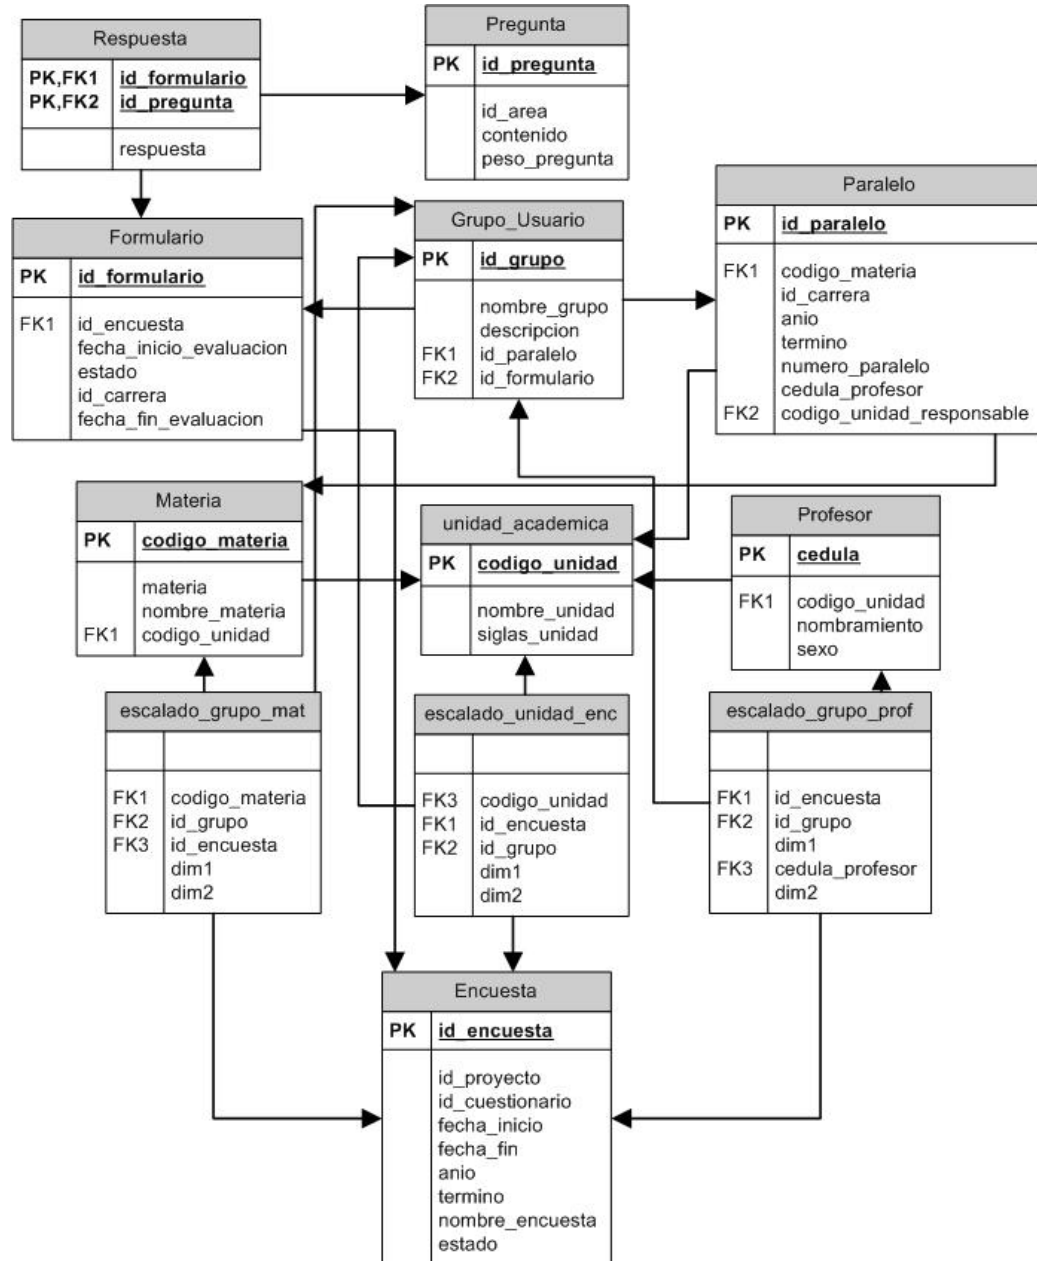 Respuesta
PK,FK1 id_formulario
PK,FK2 id_pregunta
respuesta
Pregunta
PK id_pregunta
id_area
contenido
peso_pregunta
Formulario
PK id_formulario
FK1 id_encuesta
fecha_inicio_evaluacion
estado
id_carrera
fecha_fin_evaluacion
Grupo_Usuario
PK id_grupo
nombre_grupo
descripcion
FK1 id_paralelo
FK2 id_formulario
Paralelo
PK id_paralelo
FK1 codigo_materia
id_carrera
anio
termino
numero_paralelo
cedula_profesor
FK2 codigo_unidad_responsable
Materia
PK codigo_materia
materia
nombre_materia
FK1 codigo_unidad
unidad_academica
PK codigo_unidad
nombre_unidad
siglas_unidad
Profesor
PK cedula
FK1 codigo_unidad
nombramiento
sexo
escalado_grupo_mat
FK1 codigo_materia
FK2 id_grupo
FK3 id_encuesta
dim1
dim2
escalado_unidad_enc
FK3 codigo_unidad
FK1 id_encuesta
FK2 id_grupo
dim1
dim2
escalado_grupo_prof
FK1 id_encuesta
FK2 id_grupo
dim1
FK3 cedula_profesor
dim2
Encuesta
PK id_encuesta
id_proyecto
id_cuestionario
fecha_inicio
fecha_fin
anio
termino
nombre_encuesta
estado